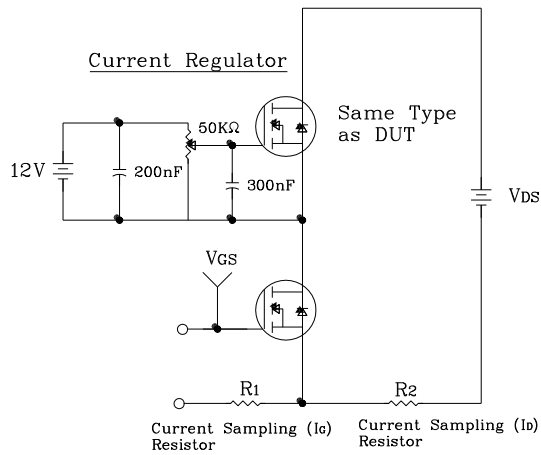 Current Regulator
50KΩ
Same Type
as DUT
12V
200nF
300nF
VDS
VGS
R1
R2
Current Sampling (IG)
Resistor
Current Sampling (ID)
Resistor